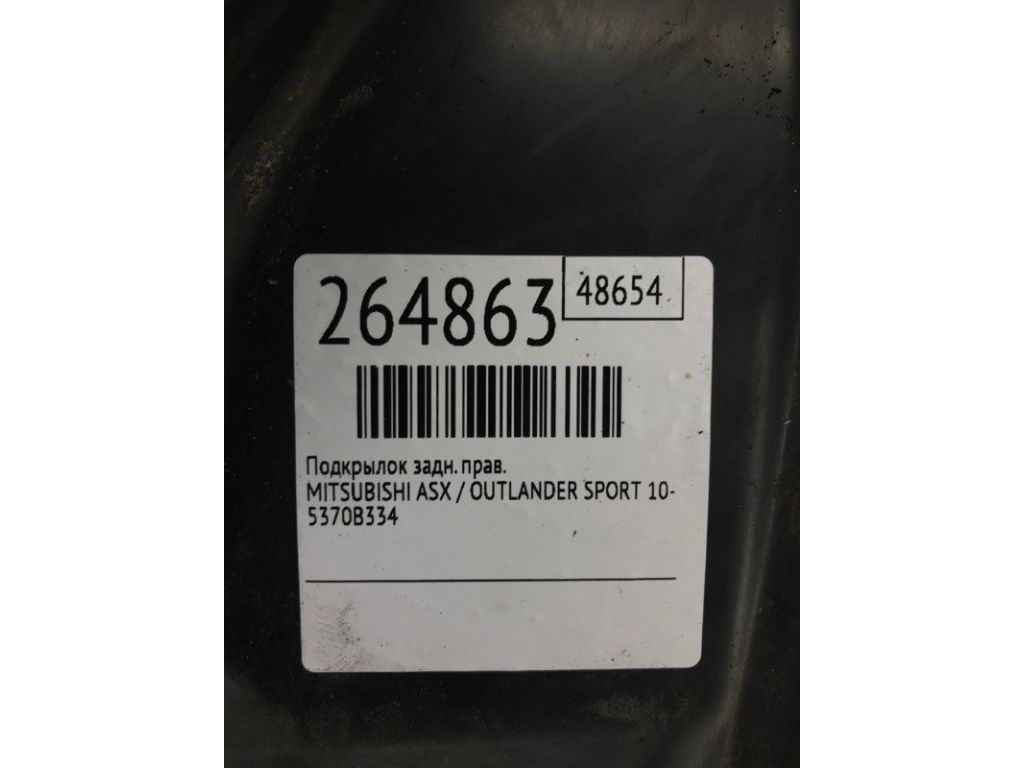 264863
48654
Подкрылок задн. прав.
MITSUBISHI ASX / OUTLANDER SPORT 10-
5370B334